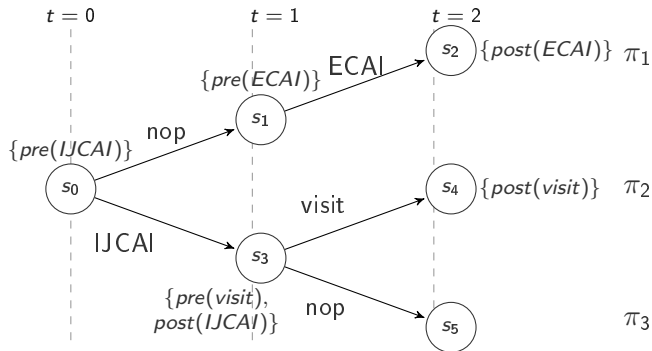 t = 0
t = 1
t = 2
s₂ {post(ECAI)} π₁
ECAI
{pre(ECAI)}
s₁
nop
{pre(IJCAI)}
s₀
s₄ {post(visit)} π₂
visit
IJCAI
s₃
{pre(visit),
post(IJCAI)}
nop
s₅ π₃